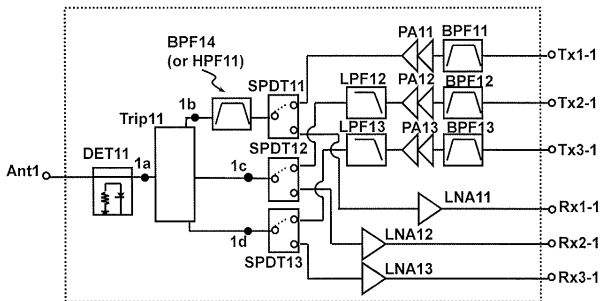 BPF14
(or HPF11)
PA11
BPF11
Tx1-1
SPDT11
LPF12
PA12
BPF12
Tx2-1
1b
Trip11
LPF13
PA13
BPF13
Tx3-1
DET11
SPDT12
1a
1c
Ant1
LNA11
Rx1-1
1d
SPDT13
LNA12
Rx2-1
LNA13
Rx3-1